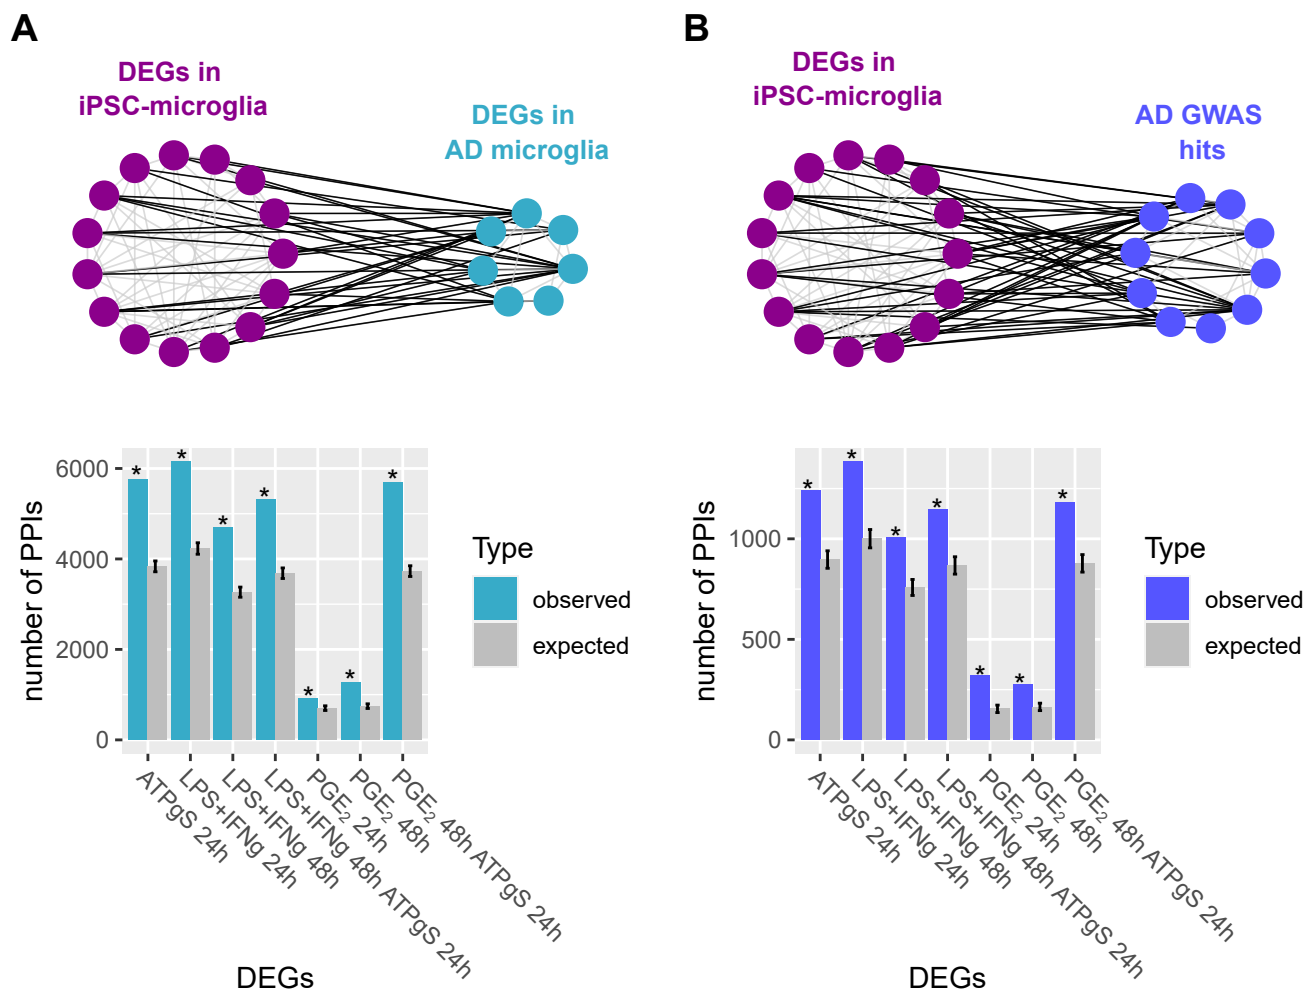 A
DEGs in
iPSC-microglia
DEGs in
AD microglia
6000
4000
2000
0
number of PPIs
*
*
*
*
*
*
*
Type
observed
expected
ATPgS 24h
LPS+IFNg 24h
LPS+IFNg 48h
LPS+IFNg 48h ATPgS 24h
PGE₂ 24h
PGE₂ 48h
PGE₂ 48h ATPgS 24h
DEGs
B
DEGs in
iPSC-microglia
AD GWAS
hits
1000
500
0
number of PPIs
*
*
*
*
*
*
*
Type
observed
expected
ATPgS 24h
LPS+IFNg 24h
LPS+IFNg 48h
LPS+IFNg 48h ATPgS 24h
PGE₂ 24h
PGE₂ 48h
PGE₂ 48h ATPgS 24h
DEGs